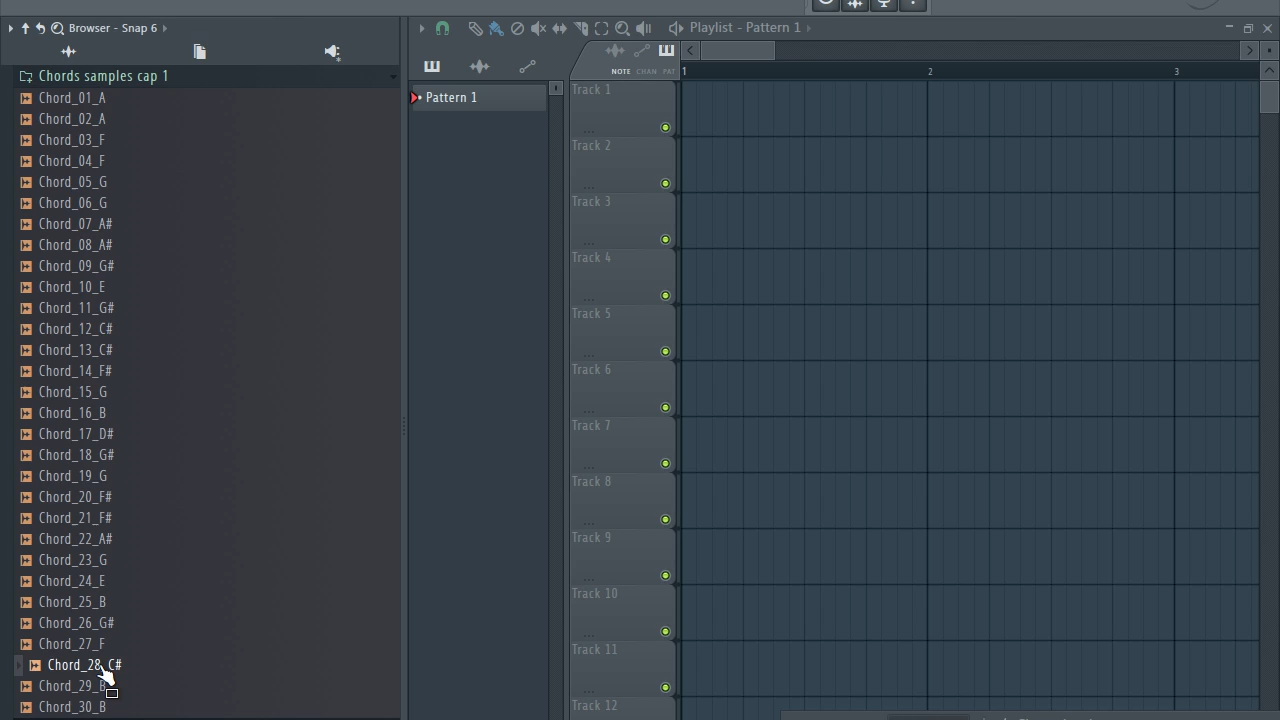 Browser - Snap 6
Playlist - Pattern 1
Chords samples cap 1
NOTE CHAN PAT
1 2 3
Pattern 1
Chord_01_A
Chord_02_A
Chord_03_F
Chord_04_F
Chord_05_G
Chord_06_G
Chord_07_A#
Chord_08_A#
Chord_09_G#
Chord_10_E
Chord_11_G#
Chord_12_C#
Chord_13_C#
Chord_14_F#
Chord_15_G
Chord_16_B
Chord_17_D#
Chord_18_G#
Chord_19_G
Chord_20_F#
Chord_21_F#
Chord_22_A#
Chord_23_G
Chord_24_E
Chord_25_B
Chord_26_G#
Chord_27_F
Chord_28_C#
Chord_29_B
Chord_30_B
Track 1
Track 2
Track 3
Track 4
Track 5
Track 6
Track 7
Track 8
Track 9
Track 10
Track 11
Track 12